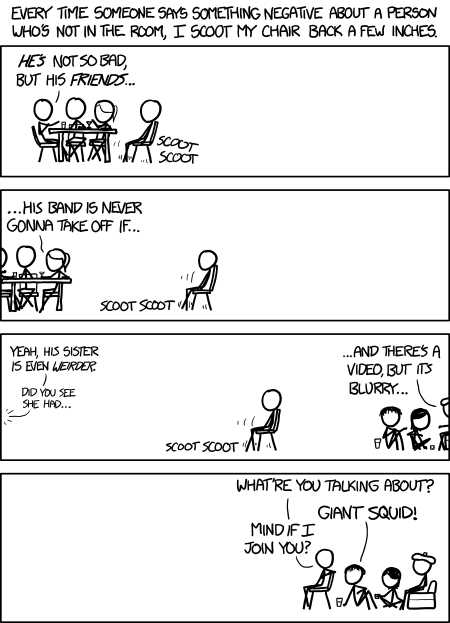 EVERY TIME SOMEONE SAYS SOMETHING NEGATIVE ABOUT A PERSON
WHO'S NOT IN THE ROOM, I SCOOT MY CHAIR BACK A FEW INCHES.
HE'S NOT SO BAD,
BUT HIS FRIENDS...
SCOOT
SCOOT
...HIS BAND IS NEVER
GONNA TAKE OFF IF...
SCOOT SCOOT
YEAH, HIS SISTER
IS EVEN WEIRDER.
DID YOU SEE
SHE HAD...
SCOOT SCOOT
...AND THERE'S A
VIDEO, BUT IT'S
BLURRY...
WHAT'RE YOU TALKING ABOUT?
MIND IF I
JOIN YOU?
GIANT SQUID!